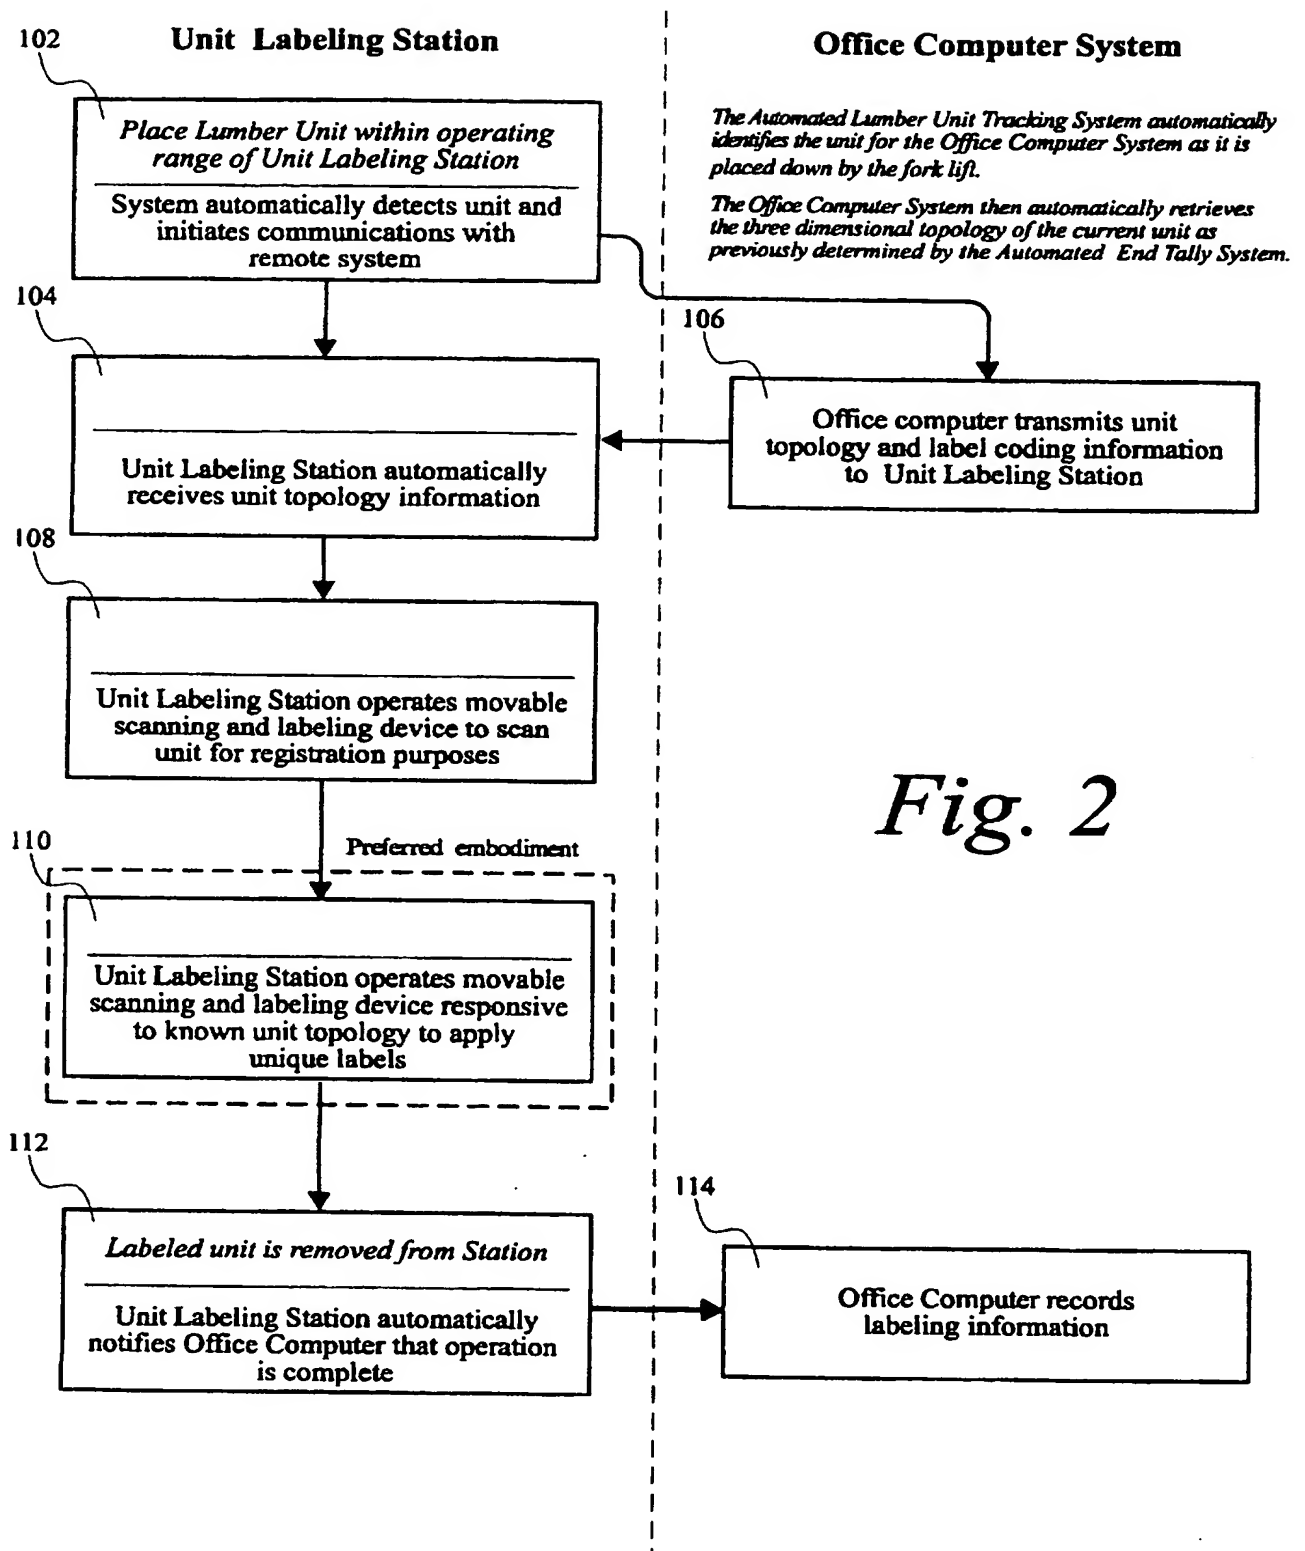 Unit Labeling Station
Office Computer System
102
Place Lumber Unit within operating
range of Unit Labeling Station
System automatically detects unit and
initiates communications with
remote system
The Automated Lumber Unit Tracking System automatically
identifies the unit for the Office Computer System as it is
placed down by the fork lift.
The Office Computer System then automatically retrieves
the three dimensional topology of the current unit as
previously determined by the Automated End Tally System.
104
Unit Labeling Station automatically
receives unit topology information
106
Office computer transmits unit
topology and label coding information
to Unit Labeling Station
108
Unit Labeling Station operates movable
scanning and labeling device to scan
unit for registration purposes
Fig. 2
110
Preferred embodiment
Unit Labeling Station operates movable
scanning and labeling device responsive
to known unit topology to apply
unique labels
112
Labeled unit is removed from Station
Unit Labeling Station automatically
notifies Office Computer that operation
is complete
114
Office Computer records
labeling information